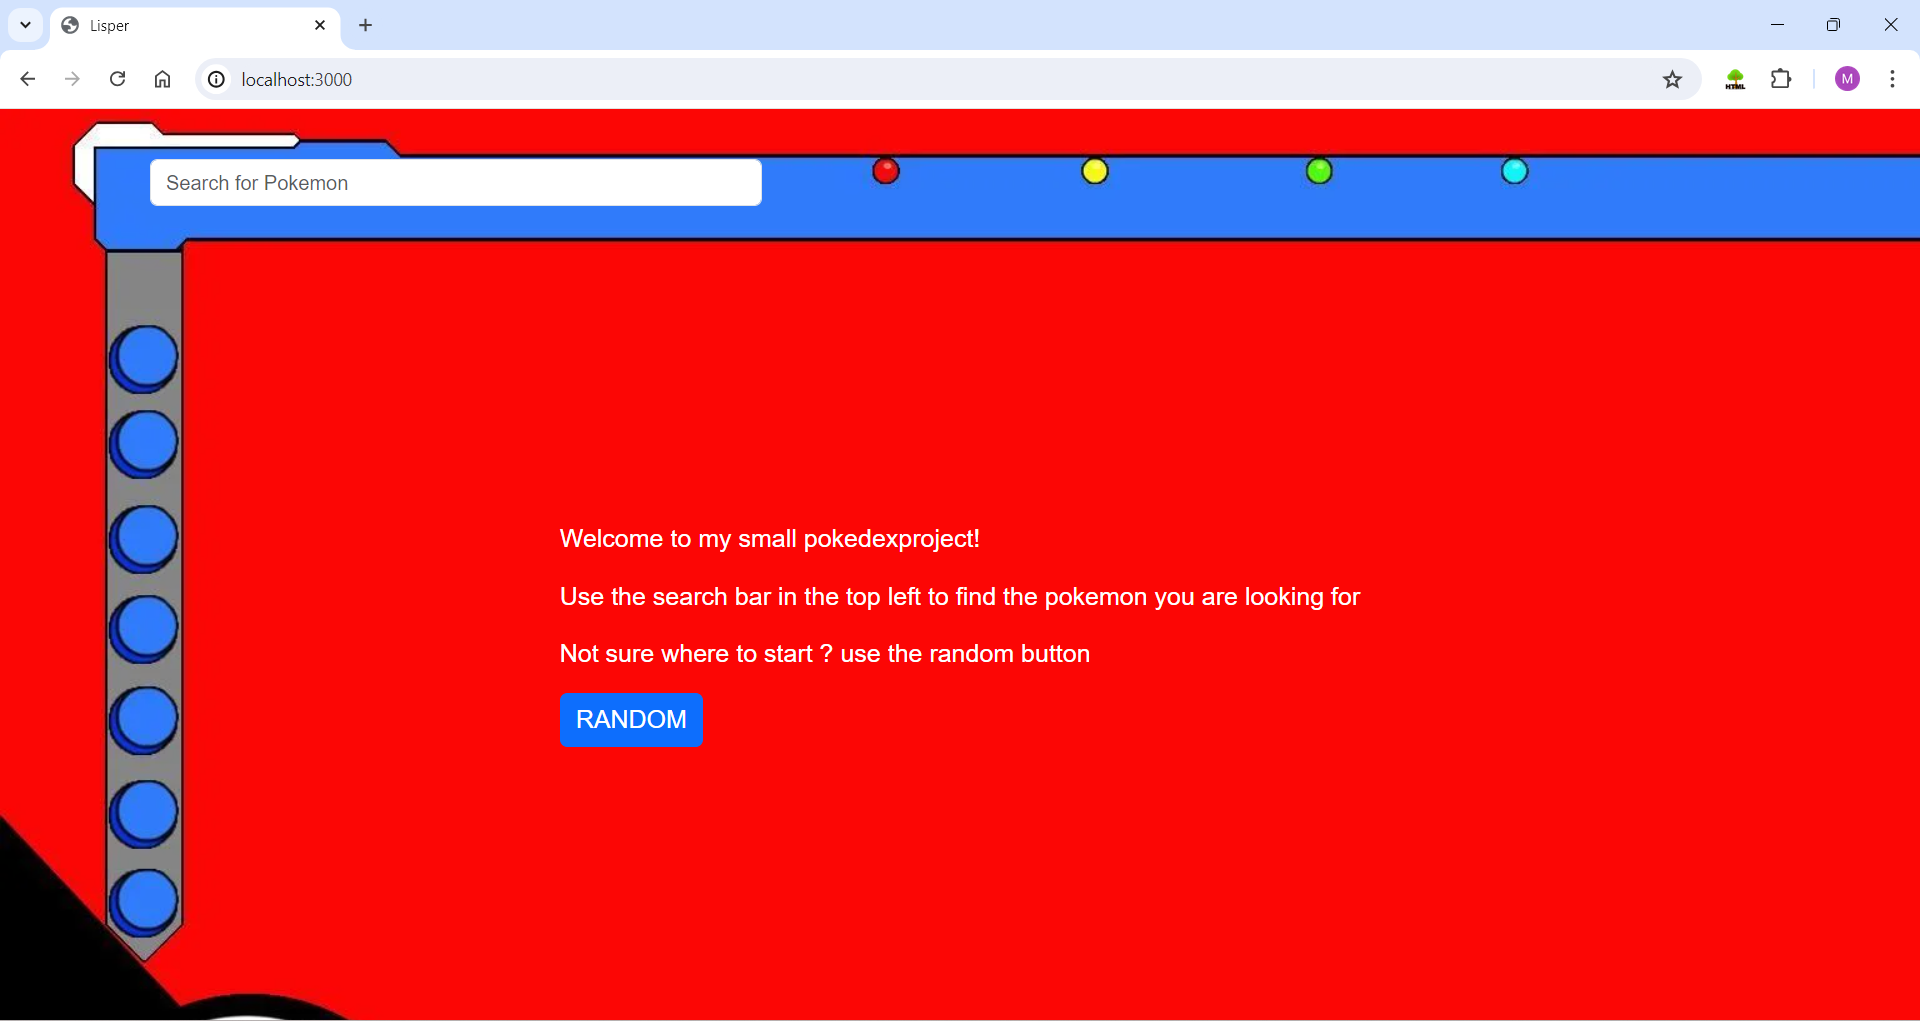 Lisper
localhost:3000
HTML
M
Search for Pokemon
Welcome to my small pokedexproject!
Use the search bar in the top left to find the pokemon you are looking for
Not sure where to start ? use the random button
RANDOM